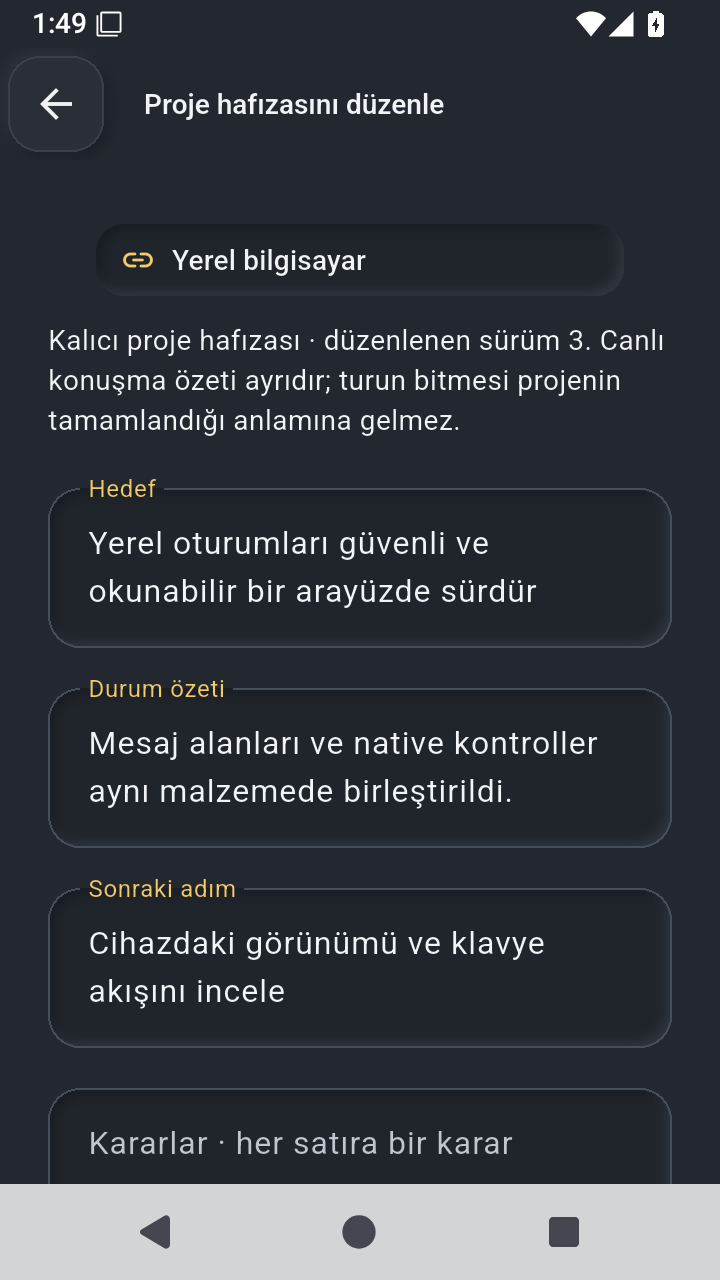 1:49
Proje hafızasını düzenle
Yerel bilgisayar
Kalıcı proje hafızası · düzenlenen sürüm 3. Canlı
konuşma özeti ayrıdır; turun bitmesi projenin
tamamlandığı anlamına gelmez.
Hedef
Yerel oturumları güvenli ve
okunabilir bir arayüzde sürdür
Durum özeti
Mesaj alanları ve native kontroller
aynı malzemede birleştirildi.
Sonraki adım
Cihazdaki görünümü ve klavye
akışını incele
Kararlar · her satıra bir karar